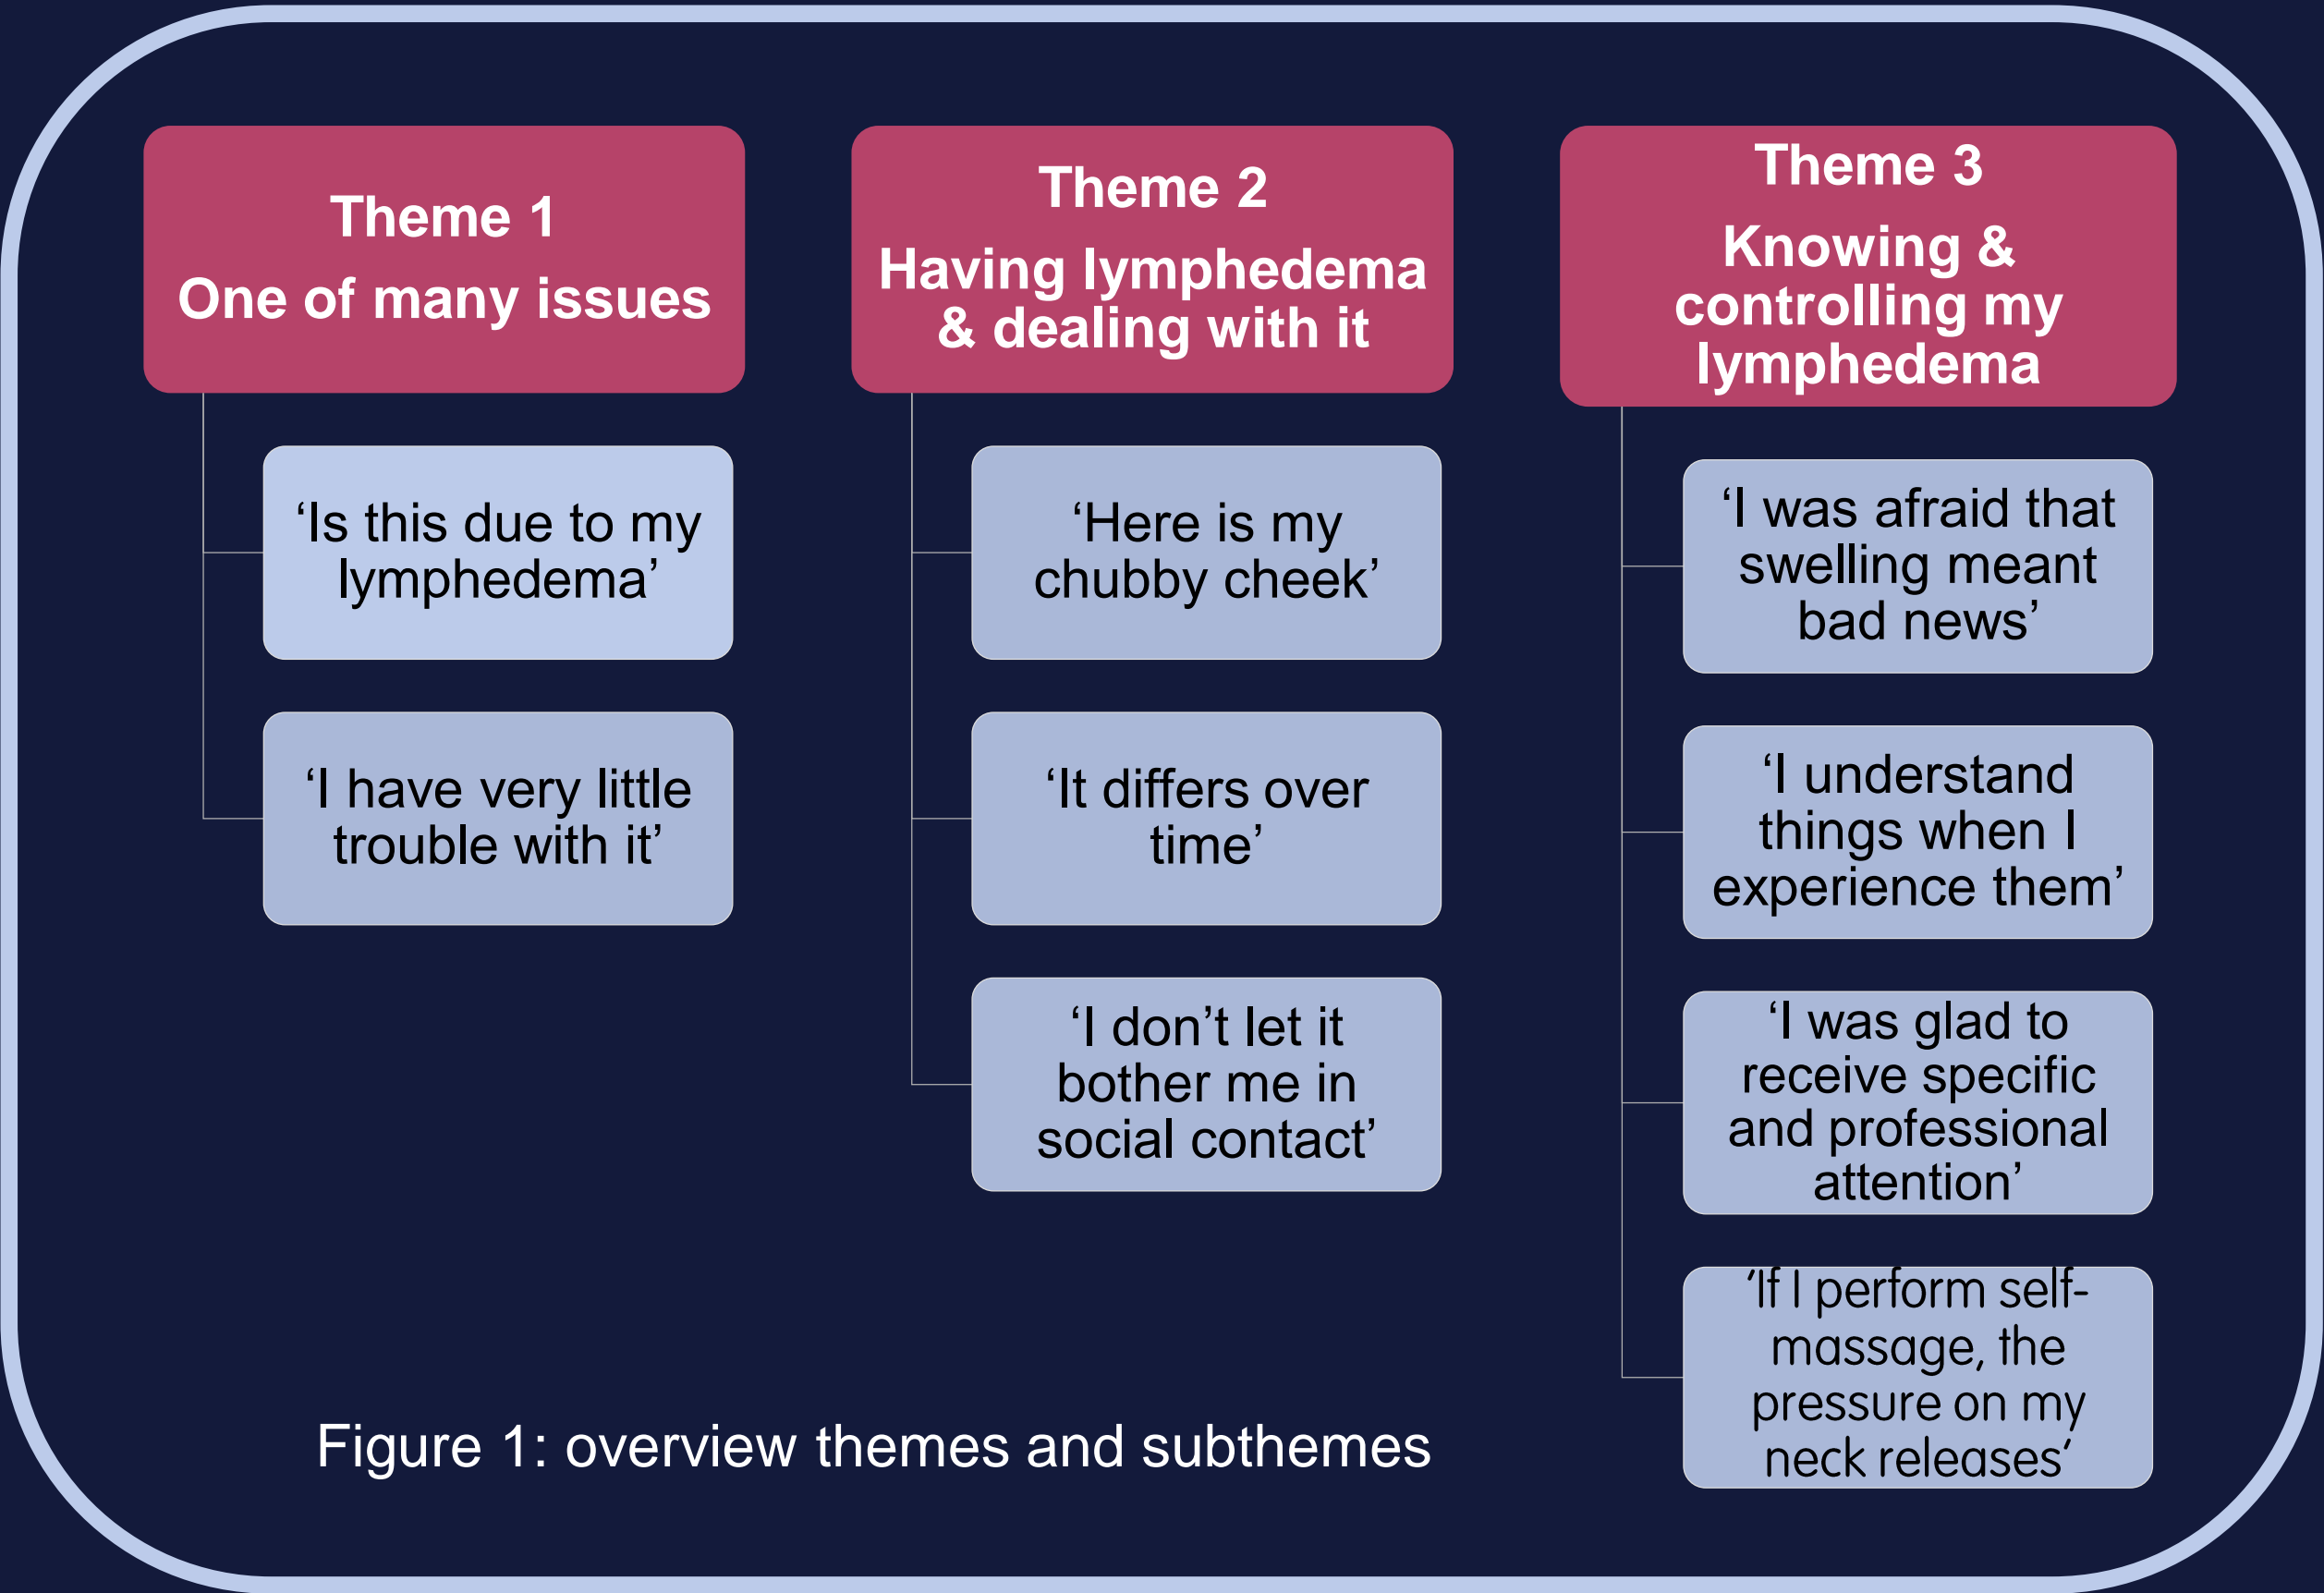 Theme 1
One of many issues
‘Is this due to my
lymphedema’
‘I have very little
trouble with it’
Theme 2
Having lymphedema
& dealing with it
‘Here is my
chubby cheek’
‘It differs over
time’
‘I don’t let it
bother me in
social contact’
Theme 3
Knowing &
controlling my
lymphedema
‘I was afraid that
swelling meant
bad news’
‘I understand
things when I
experience them’
‘I was glad to
receive specific
and professional
attention’
‘If I perform self-
massage, the
pressure on my
neck releases’
Figure 1: overview themes and subthemes